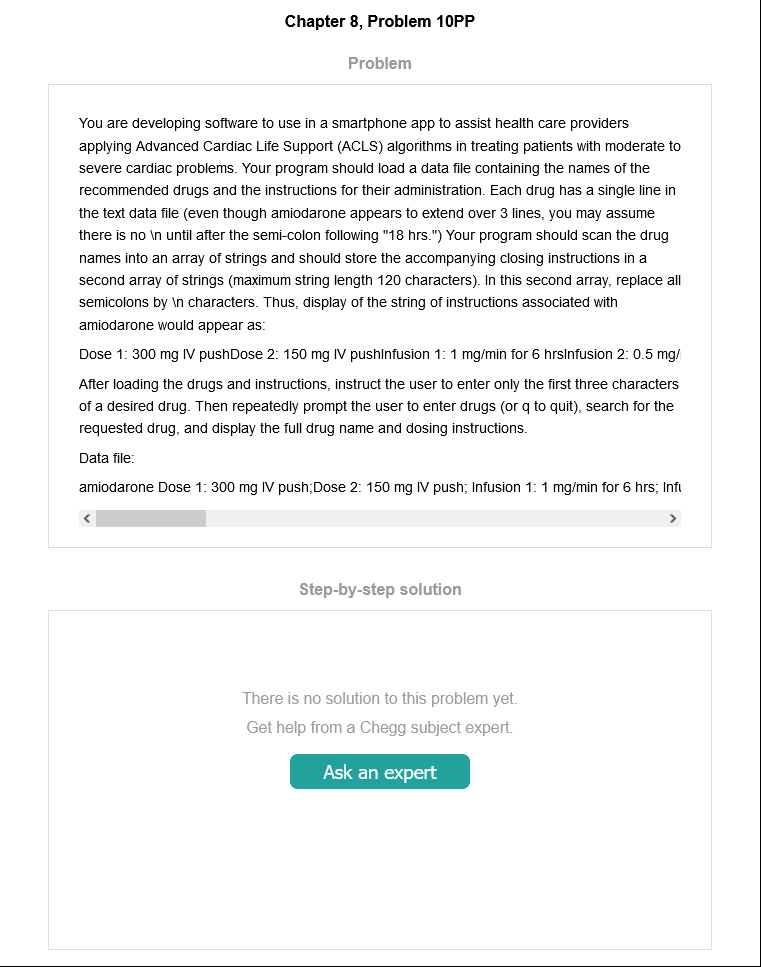 Chapter 8, Problem 10PP
Problem
You are developing software to use in a smartphone app to assist health care providers
applying Advanced Cardiac Life Support (ACLS) algorithms in treating patients with moderate to
severe cardiac problems. Your program should load a data file containing the names of the
recommended drugs and the instructions for their administration. Each drug has a single line in
the text data file (even though amiodarone appears to extend over 3 lines, you may assume
there is no \n until after the semi-colon following "18 hrs.") Your program should scan the drug
names into an array of strings and should store the accompanying closing instructions in a
second array of strings (maximum string length 120 characters). In this second array, replace all
semicolons by \n characters. Thus, display of the string of instructions associated with
amiodarone would appear as:
Dose 1: 300 mg IV pushDose 2: 150 mg IV pushInfusion 1: 1 mg/min for 6 hrsInfusion 2: 0.5 mg/
After loading the drugs and instructions, instruct the user to enter only the first three characters
of a desired drug. Then repeatedly prompt the user to enter drugs (or q to quit), search for the
requested drug, and display the full drug name and dosing instructions.
Data file:
amiodarone Dose 1: 300 mg IV push;Dose 2: 150 mg IV push; Infusion 1: 1 mg/min for 6 hrs;
Step-by-step solution
There is no solution to this problem yet.
Get help from a Chegg subject expert.
Ask an expert